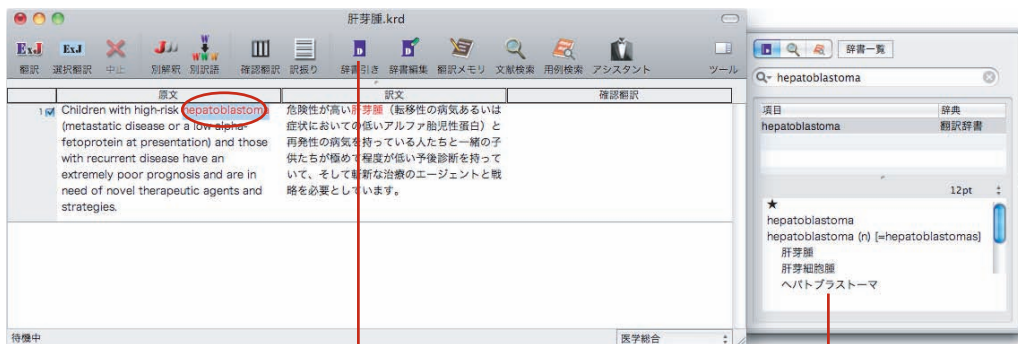 肝芽腫.krd
ExJ ExJ
翻訳 選択翻訳 中止 別解釈 別訳語 確認翻訳 訳振り 辞書引き 辞書編集 翻訳メモリ 文献検索 用例検索 アシスタント ツール
原文 訳文 確認翻訳
1 Children with high-risk hepatoblastoma
(metastatic disease or a low alpha-
fetoprotein at presentation) and those
with recurrent disease have an
extremely poor prognosis and are in
need of novel therapeutic agents and
strategies.
危険性が高い肝芽腫（転移性の病気あるいは
症状においての低いアルファ胎児性蛋白）と
再発性の病気を持っている人たちと一緒の子
供たちが極めて程度が低い予後診断を持って
いて、そして斬新な治療のエージェントと戦
略を必要としています。
待機中 医学総合
辞書一覧
hepatoblastoma
項目 辞典
hepatoblastoma 翻訳辞書
12pt
★
hepatoblastoma
hepatoblastoma (n) [=hepatoblastomas]
肝芽腫
肝芽細胞腫
ヘパトブラストーマ